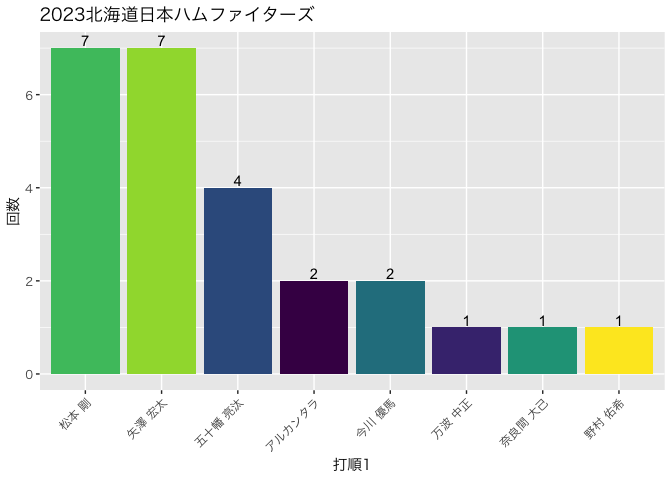 2023北海道日本ハムファイターズ
回数
6
4
2
0
7
7
4
2
2
1
1
1
松本 剛
矢澤 宏太
五十幡 亮汰
アルカンタラ
今川 優馬
万波 中正
奈良間 大己
野村 佑希
打順1